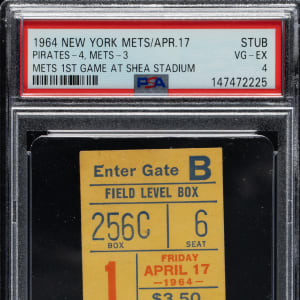 1964 NEW YORK METS/APR.17 STUB
PIRATES-4, METS-3 VG-EX
METS 1ST GAME AT SHEA STADIUM 4
PSA 147472225
Enter Gate B
FIELD LEVEL BOX
256C 6
BOX SEAT
1 FRIDAY
APRIL 17
-1964-
$3.50